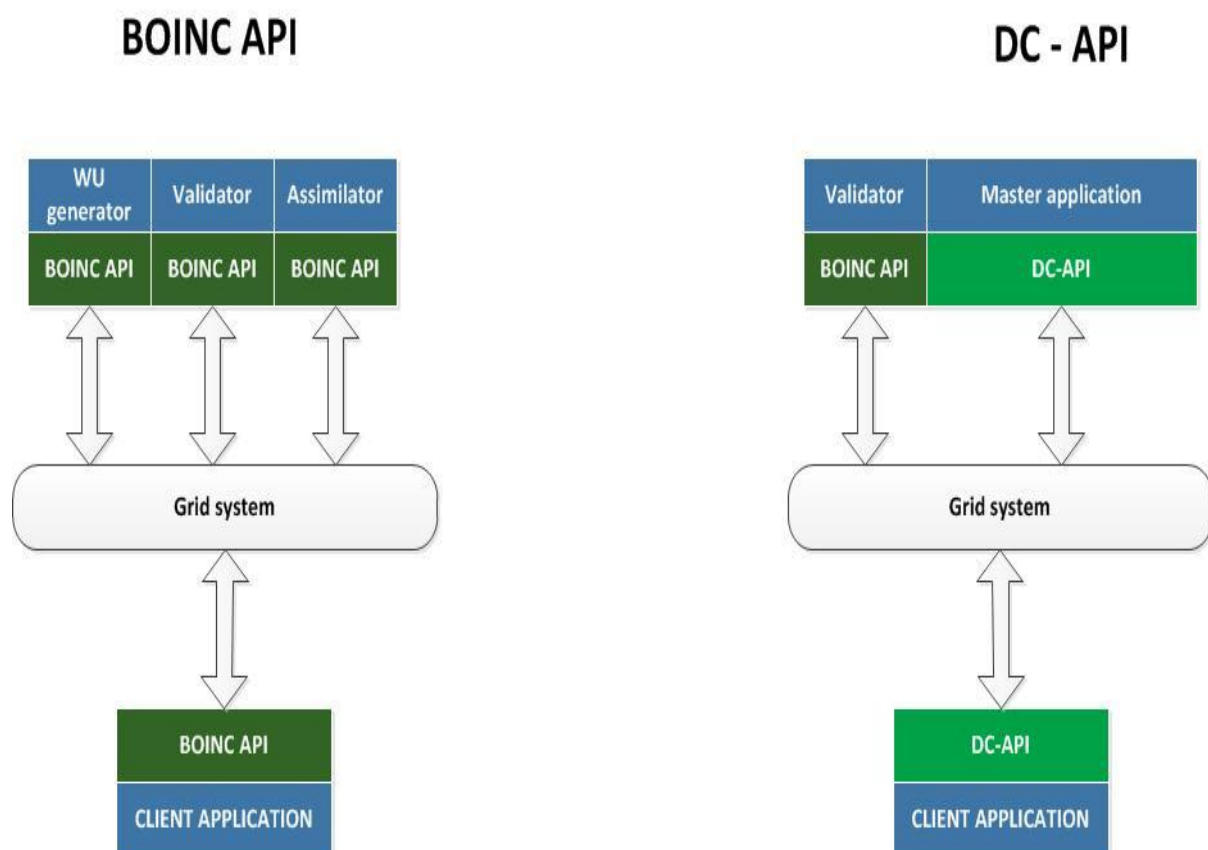 BOINC API
DC - API
WU
generator
Validator
Assimilator
BOINC API
BOINC API
BOINC API
Grid system
BOINC API
CLIENT APPLICATION
Validator
Master application
BOINC API
DC-API
Grid system
DC-API
CLIENT APPLICATION